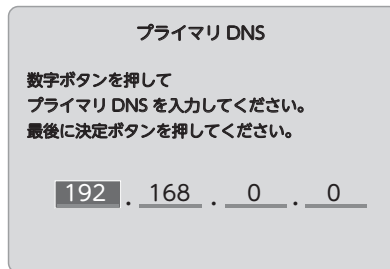 プライマリ DNS
数字ボタンを押して
プライマリ DNS を入力してください。
最後に決定ボタンを押してください。
192 . 168 . 0 . 0